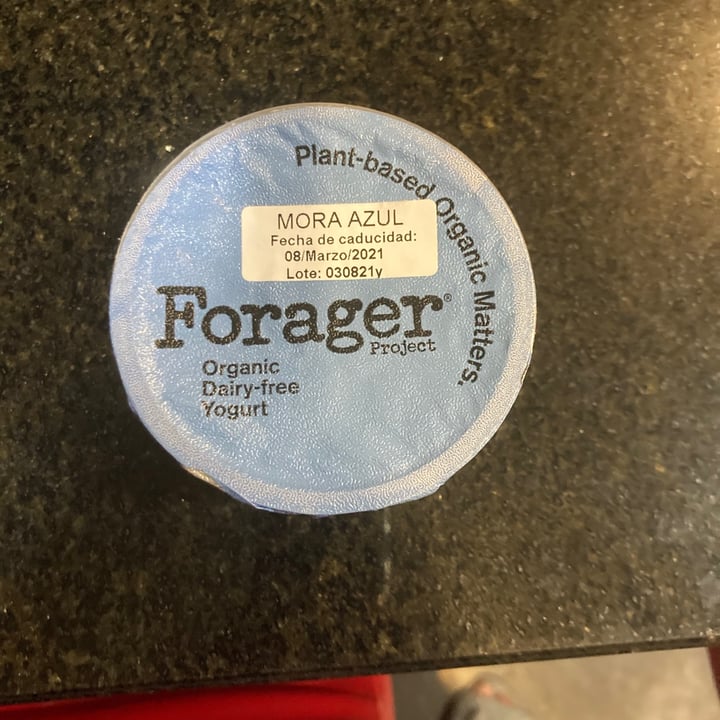 Plant-based Organic Matters.
MORA AZUL
Fecha de caducidad:
08/Marzo/2021
Lote: 030821y
Forager®
Project
Organic
Dairy-free
Yogurt